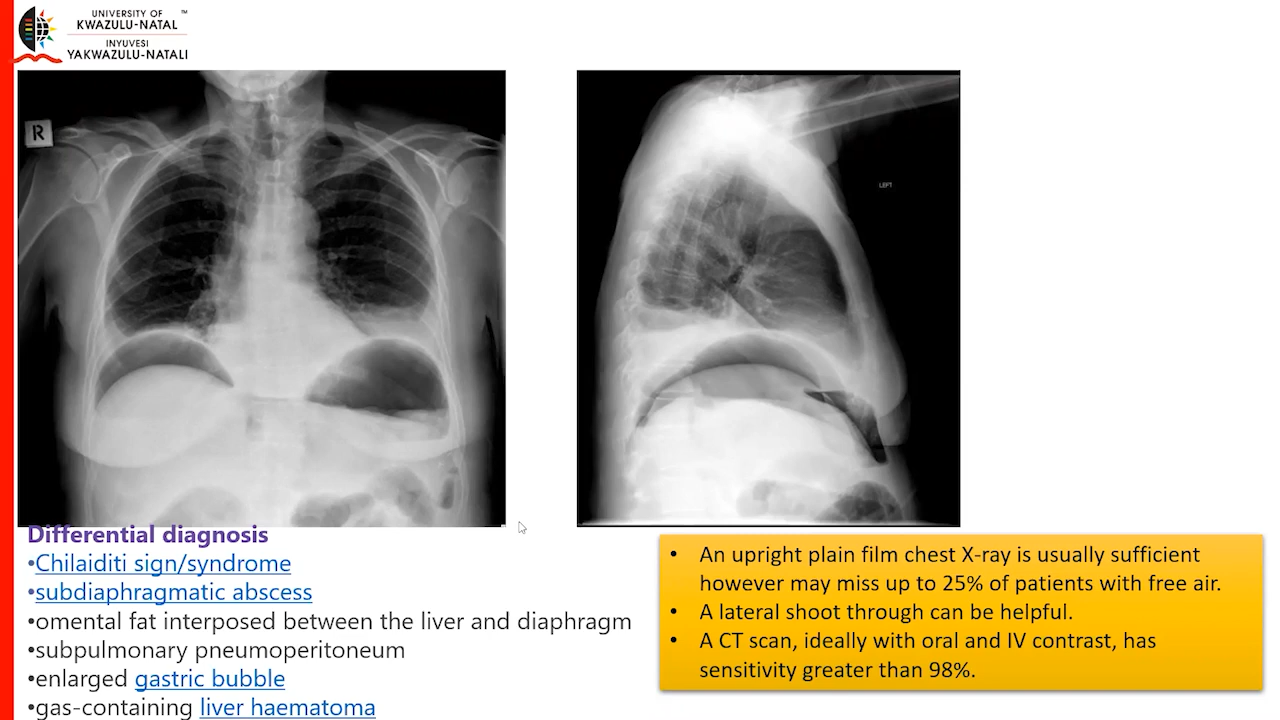 UNIVERSITY OF ™
KWAZULU-NATAL
INYUVESI
YAKWAZULU-NATALI
R
LEFT
Differential diagnosis
•Chilaiditi sign/syndrome
•subdiaphragmatic abscess
•omental fat interposed between the liver and diaphragm
•subpulmonary pneumoperitoneum
•enlarged gastric bubble
•gas-containing liver haematoma
• An upright plain film chest X-ray is usually sufficient
however may miss up to 25% of patients with free air.
• A lateral shoot through can be helpful.
• A CT scan, ideally with oral and IV contrast, has
sensitivity greater than 98%.